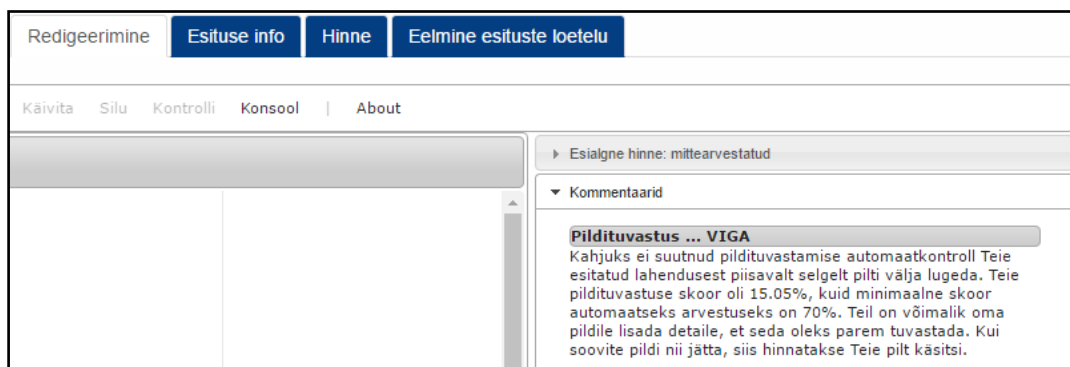 Redigeerimine Esituse info Hinne Eelmine esituste loetelu
Käivita Silu Kontrolli Konsool | About
Esialgne hinne: mittearvestatud
Kommentaarid
Pildituvastus ... VIGA
Kahjuks ei suutnud pildituvastamise automaatkontroll Teie
esitatud lahendusest piisavalt selgelt pilti välja lugeda. Teie
pildituvastuse skoor oli 15.05%, kuid minimaalne skoor
automaatseks arvestuseks on 70%. Teil on võimalik oma
pildile lisada detaile, et seda oleks parem tuvastada. Kui
soovite pildi nii jätta, siis hinnatakse Teie pilt käsitsi.